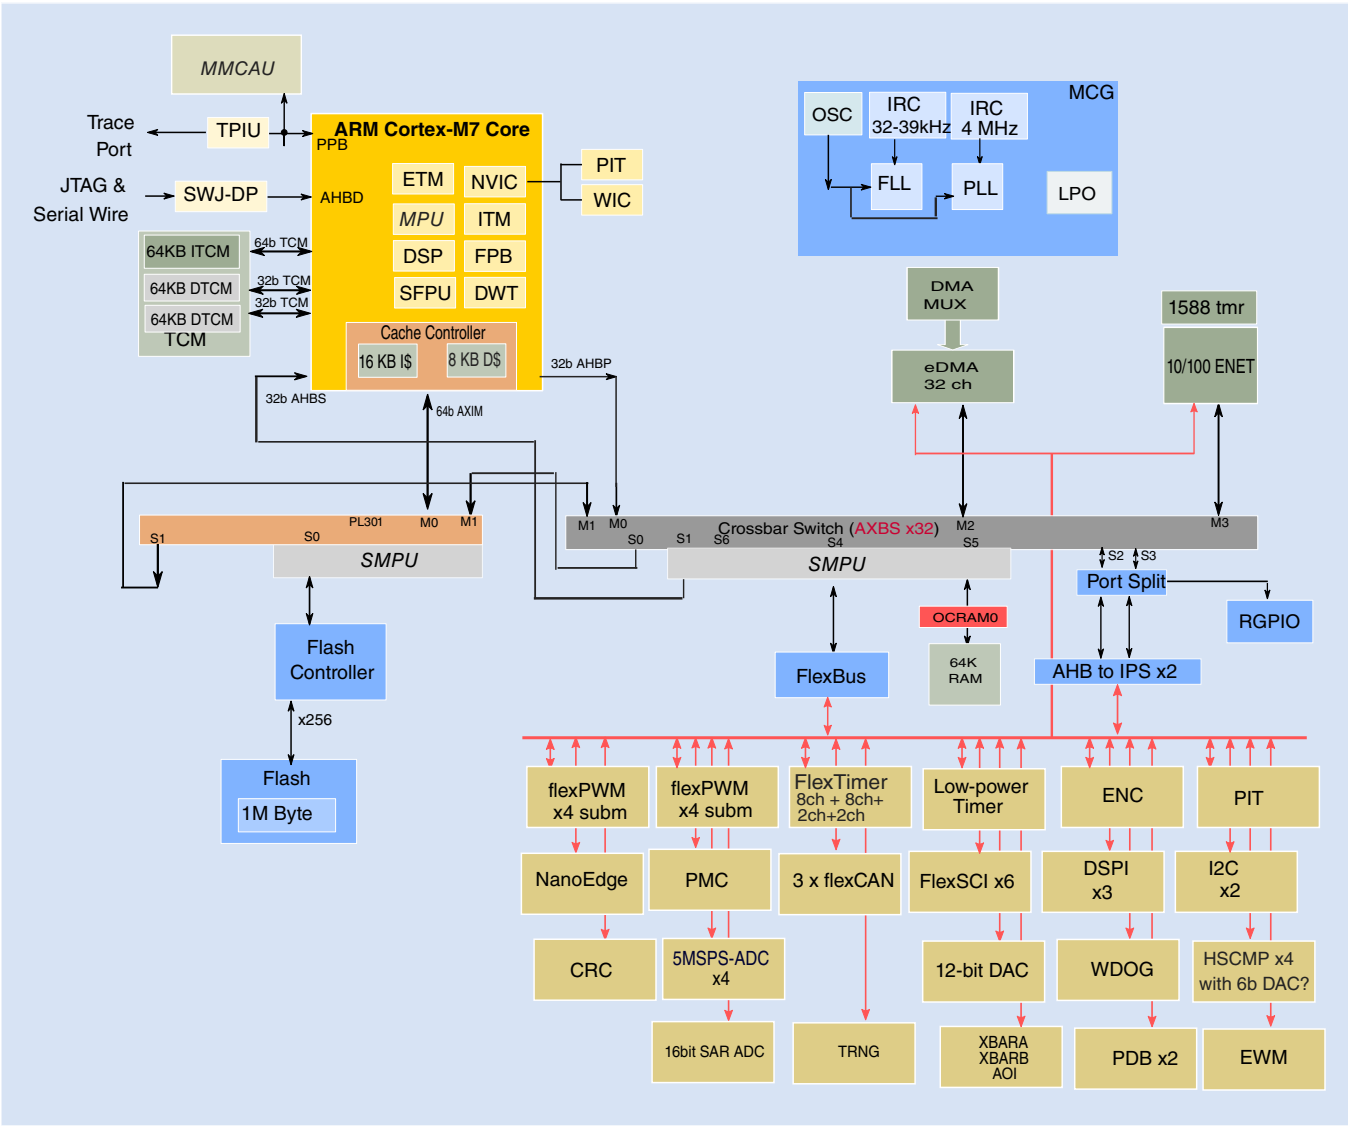 MMCAU
Trace
Port
TPIU
PPB
ARM Cortex-M7 Core
JTAG &
Serial Wire
SWJ-DP
AHBD
ETM
NVIC
MPU
ITM
DSP
FPB
SFPU
DWT
PIT
WIC
64KB ITCM
64KB DTCM
64KB DTCM
TCM
64b TCM
32b TCM
32b TCM
Cache Controller
16 KB I$
8 KB D$
32b AHBS
32b AHBP
64b AXIM
MCG
OSC
IRC
32-39kHz
IRC
4 MHz
FLL
PLL
LPO
DMA
MUX
eDMA
32 ch
1588 tmr
10/100 ENET
PL301
M0
M1
S1
S0
SMPU
M1
M0
Crossbar Switch (AXBS x32)
M2
M3
S0
S1
S6
S4
S5
S2
S3
SMPU
Port Split
RGPIO
Flash
Controller
x256
Flash
1M Byte
FlexBus
OCRAM0
64K
RAM
AHB to IPS x2
flexPWM
x4 subm
flexPWM
x4 subm
FlexTimer
8ch + 8ch+
2ch+2ch
Low-power
Timer
ENC
PIT
NanoEdge
PMC
3 x flexCAN
FlexSCI x6
DSPI
x3
I2C
x2
CRC
5MSPS-ADC
x4
12-bit DAC
WDOG
HSCMP x4
with 6b DAC?
16bit SAR ADC
TRNG
XBARA
XBARB
AOI
PDB x2
EWM